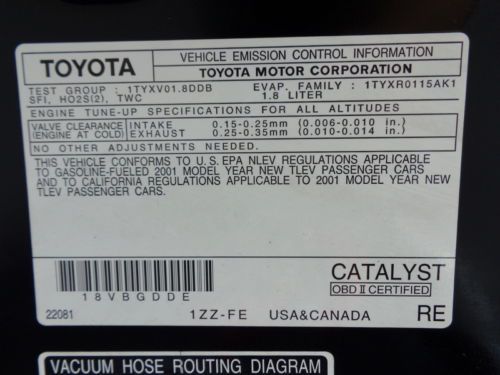 TOYOTA
VEHICLE EMISSION CONTROL INFORMATION
TOYOTA MOTOR CORPORATION
TEST GROUP : 1TYXV01.8DDB EVAP. FAMILY : 1TYXR0115AK1
SFI, HO2S(2), TWC 1.8 LITER
ENGINE TUNE-UP SPECIFICATIONS FOR ALL ALTITUDES
VALVE CLEARANCE INTAKE 0.15-0.25mm (0.006-0.010 in.)
(ENGINE AT COLD) EXHAUST 0.25-0.35mm (0.010-0.014 in.)
NO OTHER ADJUSTMENTS NEEDED.
THIS VEHICLE CONFORMS TO U.S.EPA NLEV REGULATIONS APPLICABLE
TO GASOLINE-FUELED 2001 MODEL YEAR NEW TLEV PASSENGER CARS
AND TO CALIFORNIA REGULATIONS APPLICABLE TO 2001 MODEL YEAR NEW
TLEV PASSENGER CARS.
18VBGDDE
CATALYST
OBD II CERTIFIED
22081 1ZZ-FE USA&CANADA RE
VACUUM HOSE ROUTING DIAGRAM